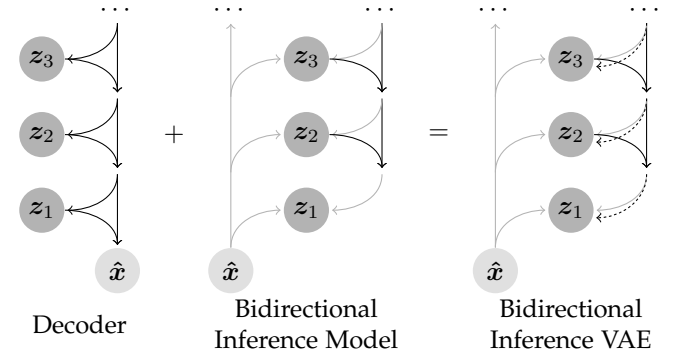 ... ... ... ... ...
z₃ z₃ z₃
z₂ + z₂ = z₂
z₁ z₁ z₁
x̂ x̂ x̂
Decoder
Bidirectional
Inference Model
Bidirectional
Inference VAE